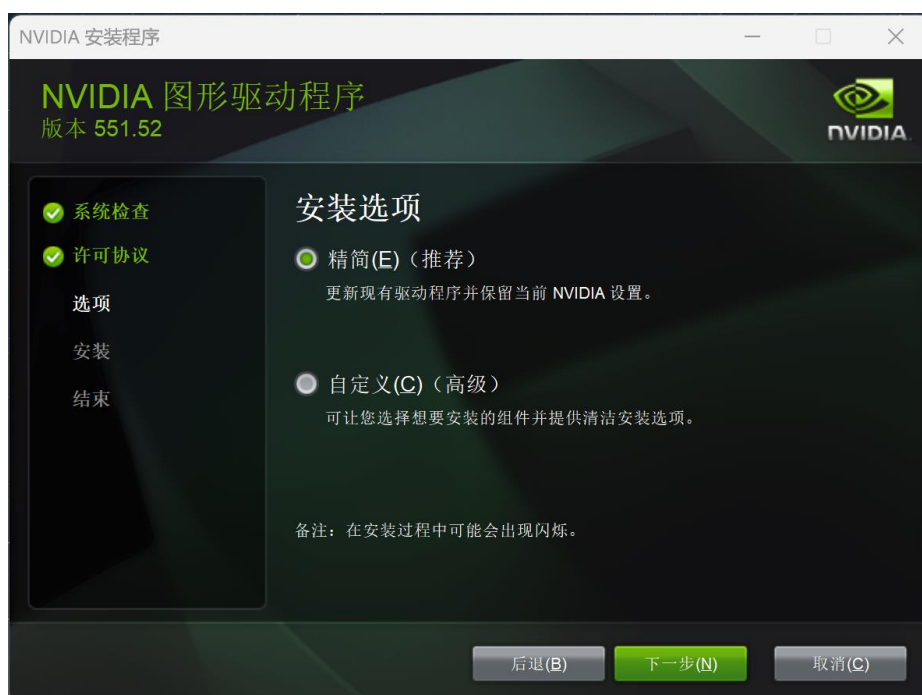 NVIDIA 安装程序
NVIDIA 图形驱动程序
版本 551.52
NVIDIA.
系统检查
许可协议
选项
安装
结束
安装选项
精简(E)（推荐）
更新现有驱动程序并保留当前 NVIDIA 设置。
自定义(C)（高级）
可让您选择想要安装的组件并提供清洁安装选项。
备注：在安装过程中可能会出现闪烁。
后退(B)
下一步(N)
取消(C)